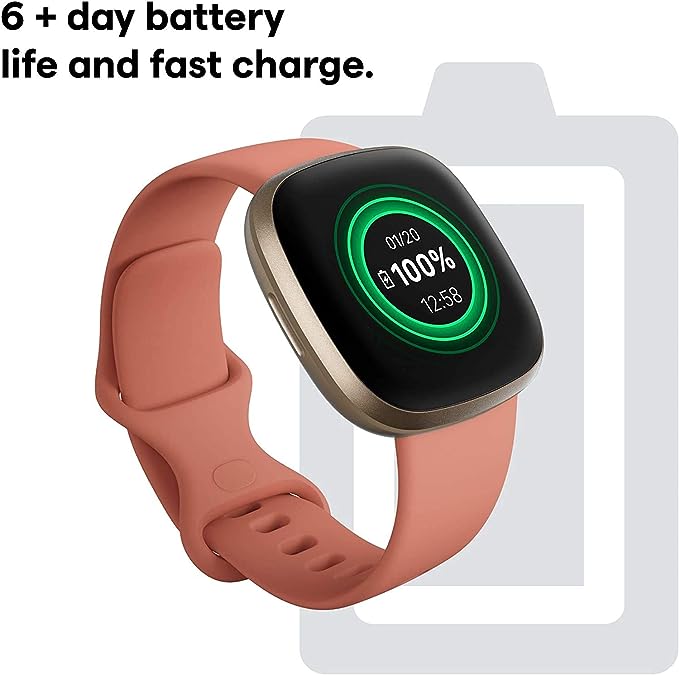 6 + day battery
life and fast charge.
01/20
100%
12:58